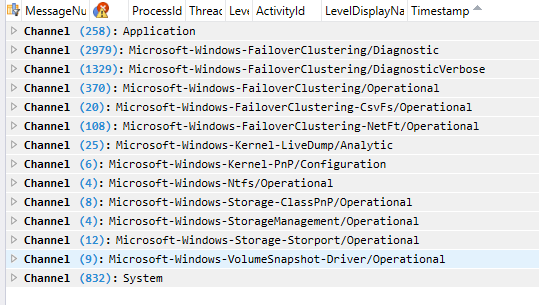 MessageNu ProcessId Thread Leve ActivityId LevelDisplayNa Timestamp
Channel (258): Application
Channel (2979): Microsoft-Windows-FailoverClustering/Diagnostic
Channel (1329): Microsoft-Windows-FailoverClustering/DiagnosticVerbose
Channel (370): Microsoft-Windows-FailoverClustering/Operational
Channel (20): Microsoft-Windows-FailoverClustering-CsvFs/Operational
Channel (108): Microsoft-Windows-FailoverClustering-NetFt/Operational
Channel (25): Microsoft-Windows-Kernel-LiveDump/Analytic
Channel (6): Microsoft-Windows-Kernel-PnP/Configuration
Channel (4): Microsoft-Windows-Ntfs/Operational
Channel (8): Microsoft-Windows-Storage-ClassPnP/Operational
Channel (4): Microsoft-Windows-StorageManagement/Operational
Channel (12): Microsoft-Windows-Storage-Storport/Operational
Channel (9): Microsoft-Windows-VolumeSnapshot-Driver/Operational
Channel (832): System